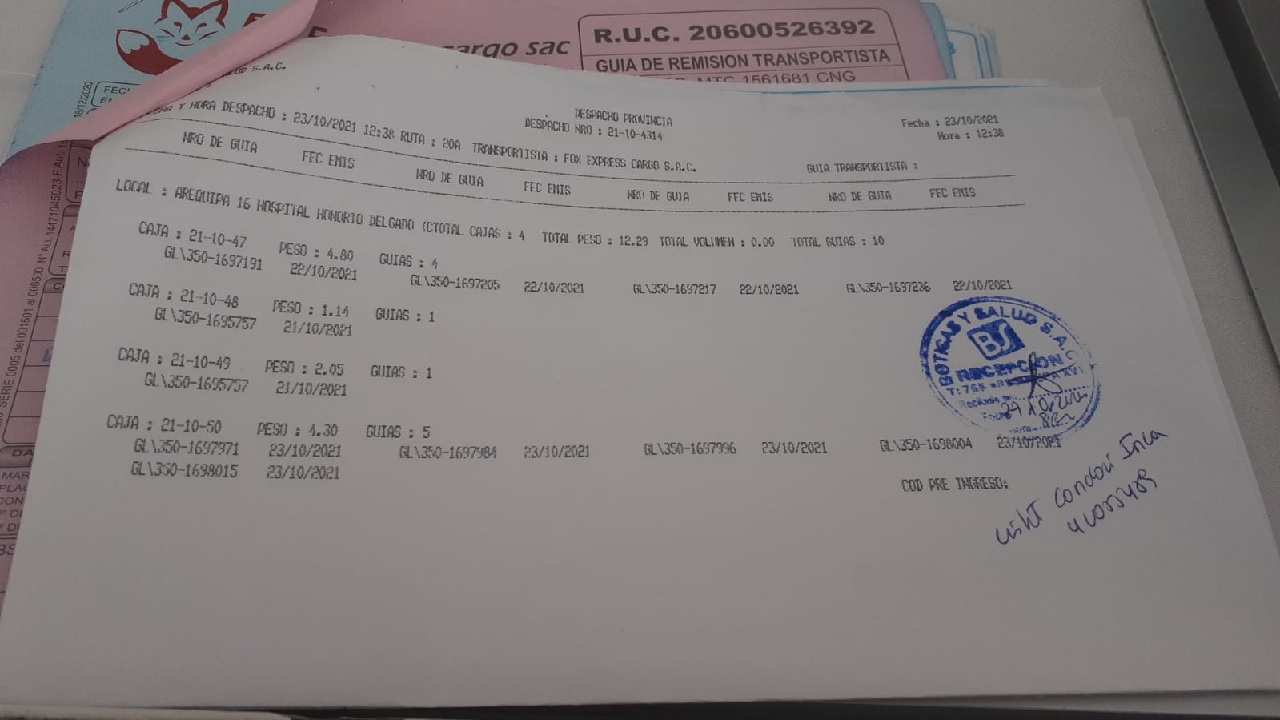 argo sac
R.U.C. 20600526392
GUIA DE REMISION TRANSPORTISTA
MTC 1561681 CNG
S.A.C.
DESPACHO PROVINCIA
DESPACHO NRO : 21-10-4314
Fecha : 23/10/2021
Hora : 12:38
Y HORA DESPACHO : 23/10/2021 12:38 RUTA : 20A TRANSPORTISTA : FOX EXPRESS CARGO S.A.C. GUIA TRANSPORTISTA :
NRO DE GUIA FEC EMIS NRO DE GUIA FEC EMIS NRO DE GUIA FEC EMIS NRO DE GUIA FEC EMIS
LOCAL : AREQUIPA 16 HOSPITAL HONORIO DELGADO (CTOTAL CAJAS : 4 TOTAL PESO : 12.29 TOTAL VOLUMEN : 0.00 TOTAL GUIAS : 10
CAJA : 21-10-47 PESO : 4.80 GUIAS : 4
GL\350-1697191 22/10/2021 GL\350-1697205 22/10/2021 GL\350-1697217 22/10/2021 GL\350-1697236 22/10/2021
CAJA : 21-10-48 PESO : 1.14 GUIAS : 1
GL\350-1695757 21/10/2021
CAJA : 21-10-49 PESO : 2.05 GUIAS : 1
GL\350-1695757 21/10/2021
CAJA : 21-10-50 PESO : 4.30 GUIAS : 5
GL\350-1697971 23/10/2021 GL\350-1697984 23/10/2021 GL\350-1697996 23/10/2021 GL\350-1698004 23/10/2021
GL\350-1698015 23/10/2021
COD PRE INGRESO:
BOTICAS Y SALUD S.A.C.
BS
RECEPCION
Condori Inca